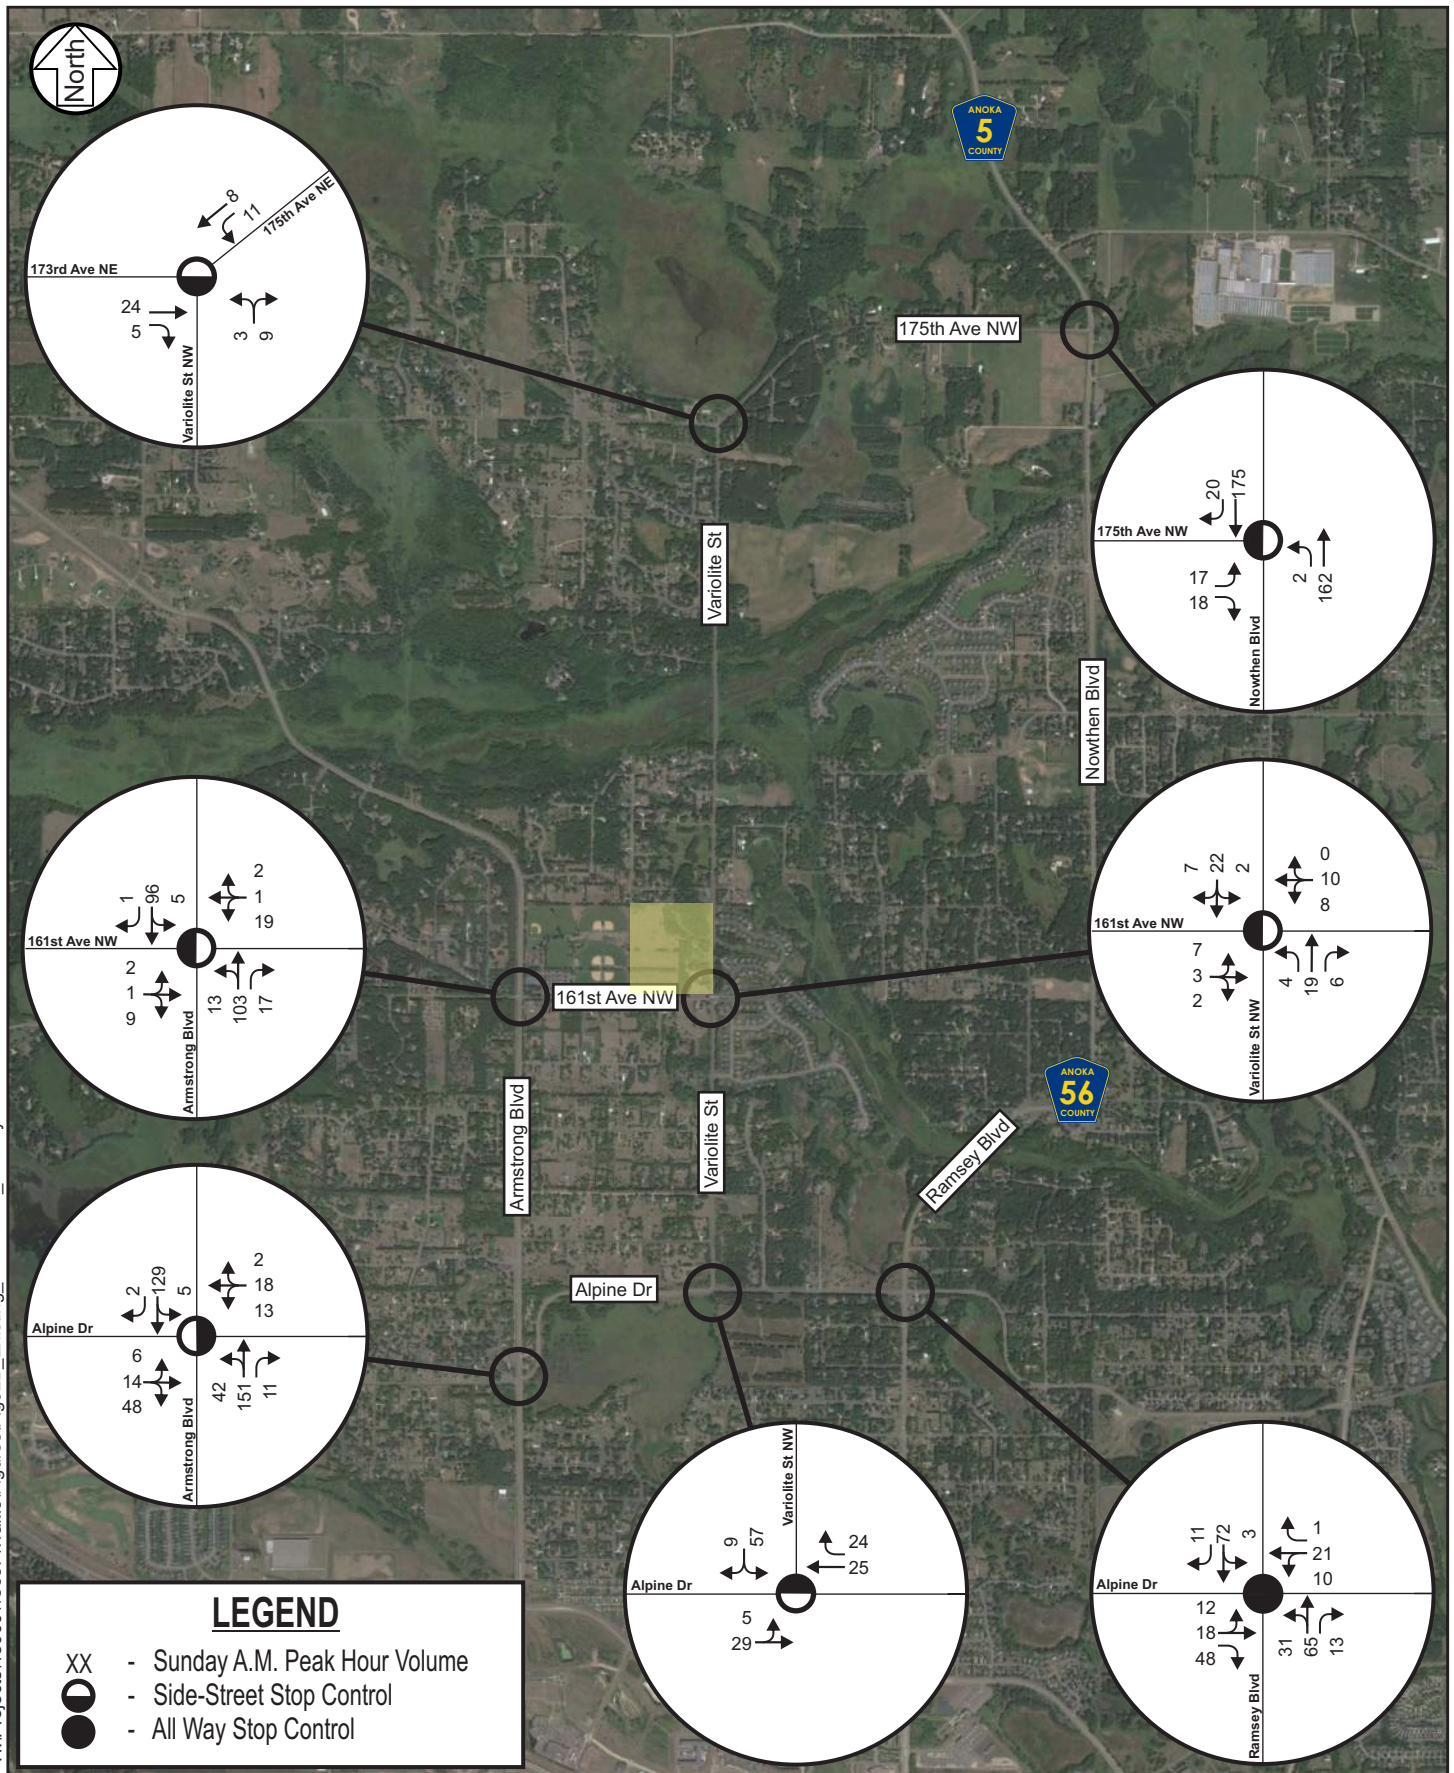 North
ANOKA
5
COUNTY
8
11
175th Ave NE
173rd Ave NE
24
5
3
9
Variolite St NW
175th Ave NW
20
175
175th Ave NW
17
18
2
162
Nowthen Blvd
Variolite St
Nowthen Blvd
1
96
5
2
1
19
161st Ave NW
2
1
9
13
103
17
Armstrong Blvd
7
22
2
0
10
8
161st Ave NW
7
3
2
4
19
6
Variolite St NW
161st Ave NW
ANOKA
56
COUNTY
Armstrong Blvd
Variolite St
Ramsey Blvd
2
129
5
2
18
13
Alpine Dr
6
14
48
42
151
11
Armstrong Blvd
Alpine Dr
Variolite St NW
9
57
24
25
Alpine Dr
5
29
11
72
3
1
21
10
Alpine Dr
12
18
48
31
65
13
Ramsey Blvd
LEGEND
XX - Sunday A.M. Peak Hour Volume
- Side-Street Stop Control
- All Way Stop Control